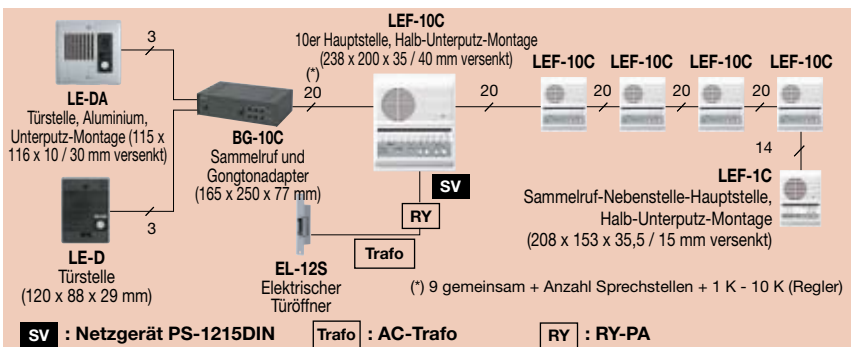 LEF-10C
10er Hauptstelle, Halb-Unterputz-Montage
(238 x 200 x 35 / 40 mm versenkt)
(*)
3
20
20
LEF-10C
LEF-10C
LEF-10C
LEF-10C
20
20
20
LE-DA
Türstelle, Aluminium,
Unterputz-Montage (115 x
116 x 10 / 30 mm versenkt)
BG-10C
Sammelruf und
Gongtonadapter
(165 x 250 x 77 mm)
14
LEF-1C
Sammelruf-Nebenstelle-Hauptstelle,
Halb-Unterputz-Montage
(208 x 153 x 35,5 / 15 mm versenkt)
SV
RY
Trafo
3
LE-D
Türstelle
(120 x 88 x 29 mm)
EL-12S
Elektrischer
Türöffner
(*) 9 gemeinsam + Anzahl Sprechstellen + 1 K - 10 K (Regler)
SV : Netzgerät PS-1215DIN Trafo : AC-Trafo RY : RY-PA